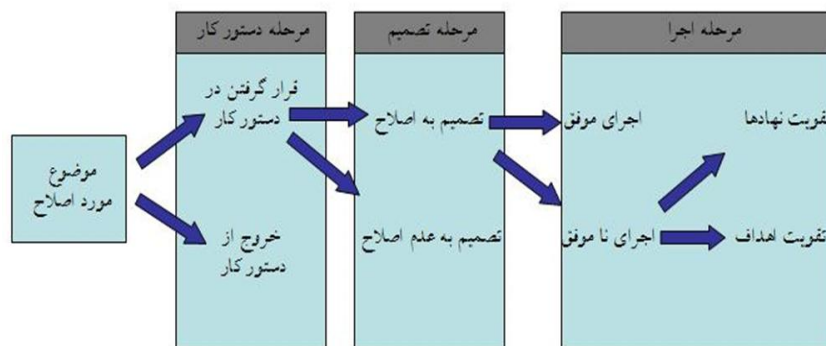 مرحله دستور کار
مرحله تصمیم
مرحله اجرا
موضوع
مورد اصلاح
قرار گرفتن در
دستور کار
خروج از
دستور کار
تصمیم به اصلاح
تصمیم به عدم اصلاح
اجرای موفق
اجرای نا موفق
تقویت نهادها
تقویت اهداف